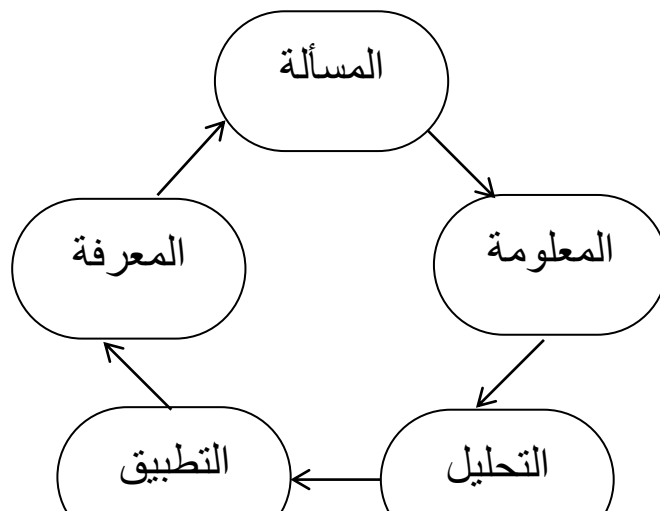 المسألة
المعلومة
التحليل
التطبيق
المعرفة